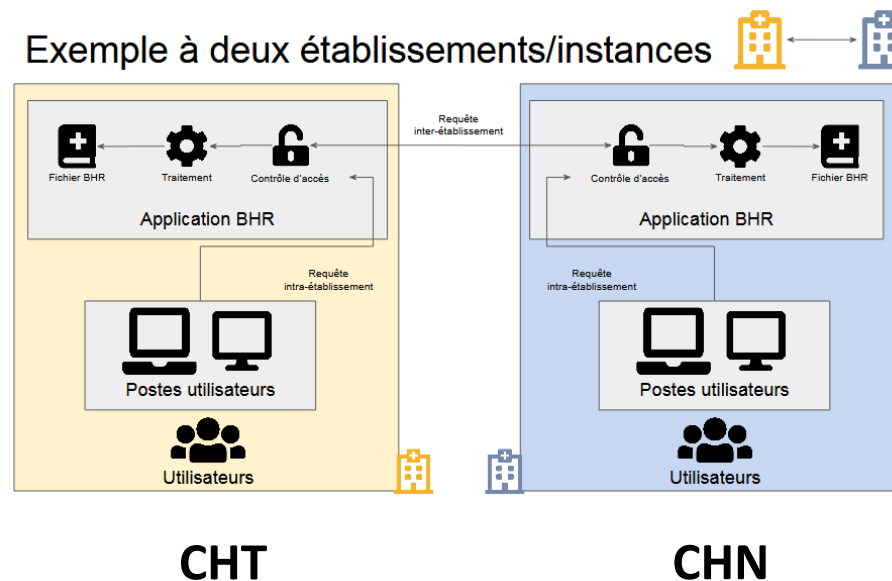 Exemple à deux établissements/instances
Requête
inter-établissement
Fichier BHR
Traitement
Contrôle d'accès
Application BHR
Requête
intra-établissement
Postes utilisateurs
Utilisateurs
Contrôle d'accès
Traitement
Fichier BHR
Application BHR
Requête
intra-établissement
Postes utilisateurs
Utilisateurs
CHT
CHN